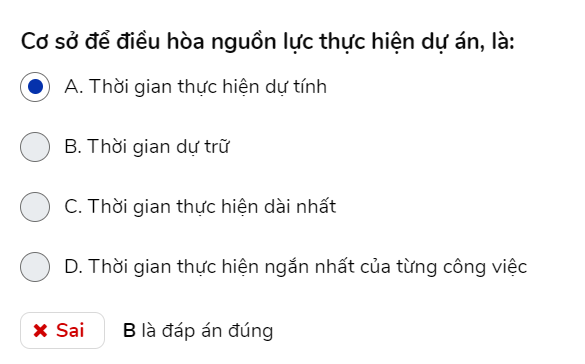 Cơ sở để điều hòa nguồn lực thực hiện dự án, là:
A. Thời gian thực hiện dự tính
B. Thời gian dự trữ
C. Thời gian thực hiện dài nhất
D. Thời gian thực hiện ngắn nhất của từng công việc
Sai B là đáp án đúng